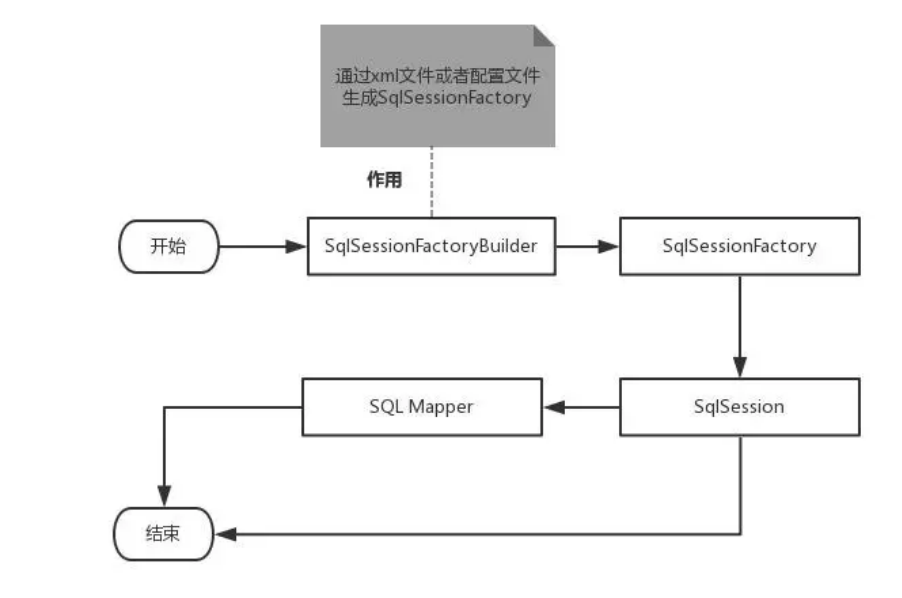 通过xml文件或者配置文件
生成SqlSessionFactory
作用
开始
SqlSessionFactoryBuilder
SqlSessionFactory
SQL Mapper
SqlSession
结束